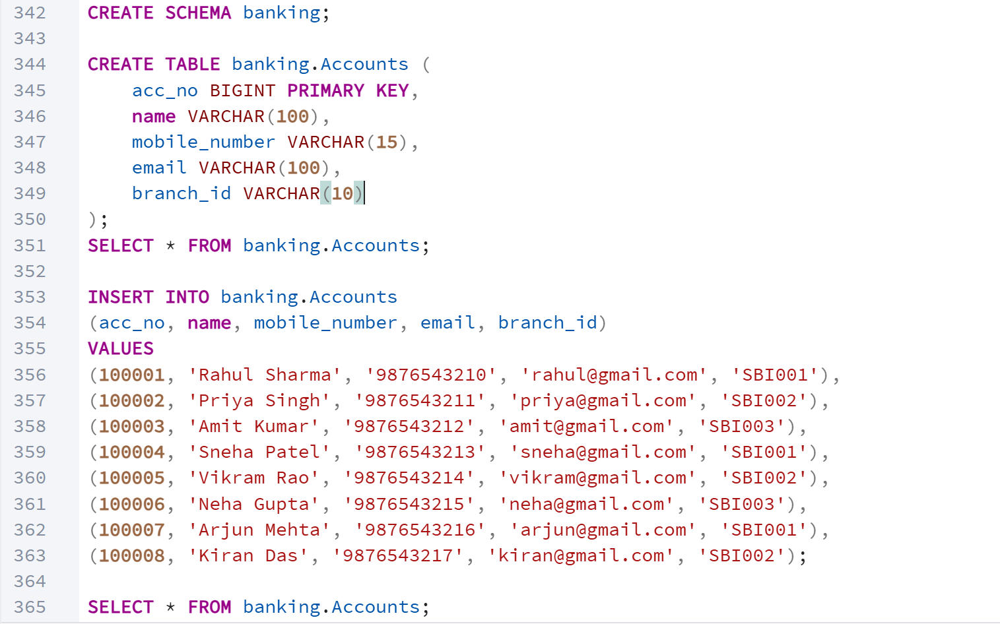 342 CREATE SCHEMA banking;
343
344 CREATE TABLE banking.Accounts (
345     acc_no BIGINT PRIMARY KEY,
346     name VARCHAR(100),
347     mobile_number VARCHAR(15),
348     email VARCHAR(100),
349     branch_id VARCHAR(10)
350 );
351 SELECT * FROM banking.Accounts;
352
353 INSERT INTO banking.Accounts
354 (acc_no, name, mobile_number, email, branch_id)
355 VALUES
356 (100001, 'Rahul Sharma', '9876543210', 'rahul@gmail.com', 'SBI001'),
357 (100002, 'Priya Singh', '9876543211', 'priya@gmail.com', 'SBI002'),
358 (100003, 'Amit Kumar', '9876543212', 'amit@gmail.com', 'SBI003'),
359 (100004, 'Sneha Patel', '9876543213', 'sneha@gmail.com', 'SBI001'),
360 (100005, 'Vikram Rao', '9876543214', 'vikram@gmail.com', 'SBI002'),
361 (100006, 'Neha Gupta', '9876543215', 'neha@gmail.com', 'SBI003'),
362 (100007, 'Arjun Mehta', '9876543216', 'arjun@gmail.com', 'SBI001'),
363 (100008, 'Kiran Das', '9876543217', 'kiran@gmail.com', 'SBI002');
364
365 SELECT * FROM banking.Accounts;